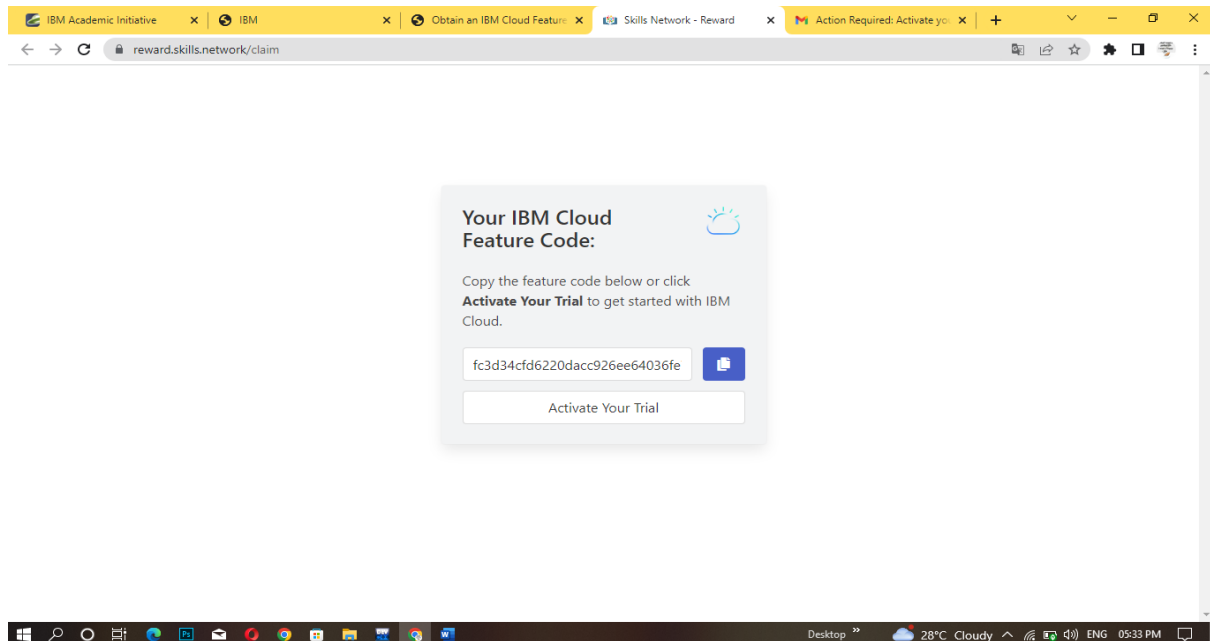 IBM Academic Initiative
IBM
Obtain an IBM Cloud Feature
Skills Network - Reward
Action Required: Activate yo
reward.skills.network/claim
Your IBM Cloud
Feature Code:
Copy the feature code below or click
Activate Your Trial to get started with IBM
Cloud.
fc3d34cfd6220dacc926ee64036fe
Activate Your Trial
Desktop
28°C Cloudy
ENG
05:33 PM